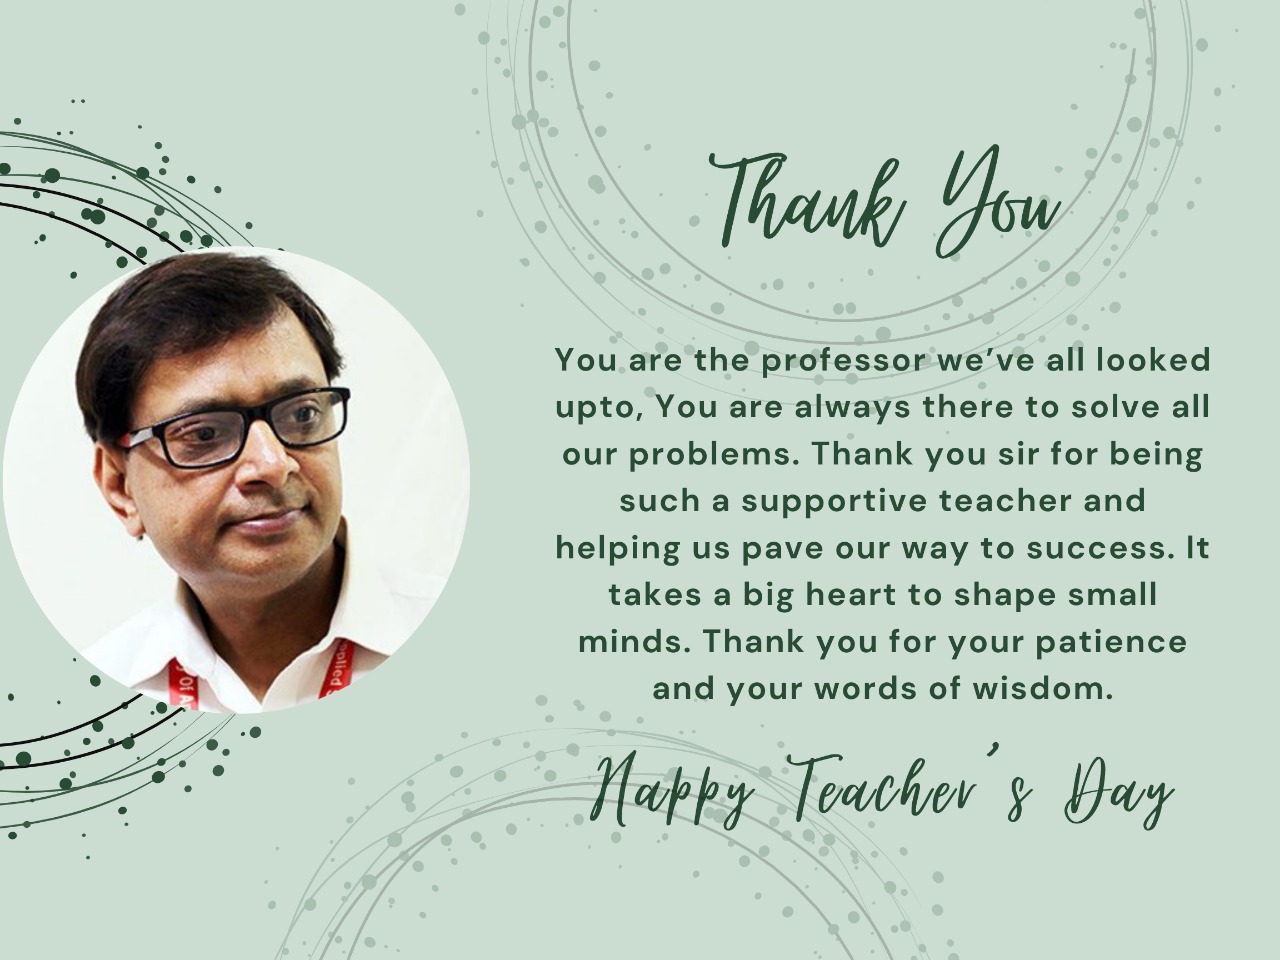 Thank You
You are the professor we’ve all looked
upto, You are always there to solve all
our problems. Thank you sir for being
such a supportive teacher and
helping us pave our way to success. It
takes a big heart to shape small
minds. Thank you for your patience
and your words of wisdom.
Happy Teacher’s Day